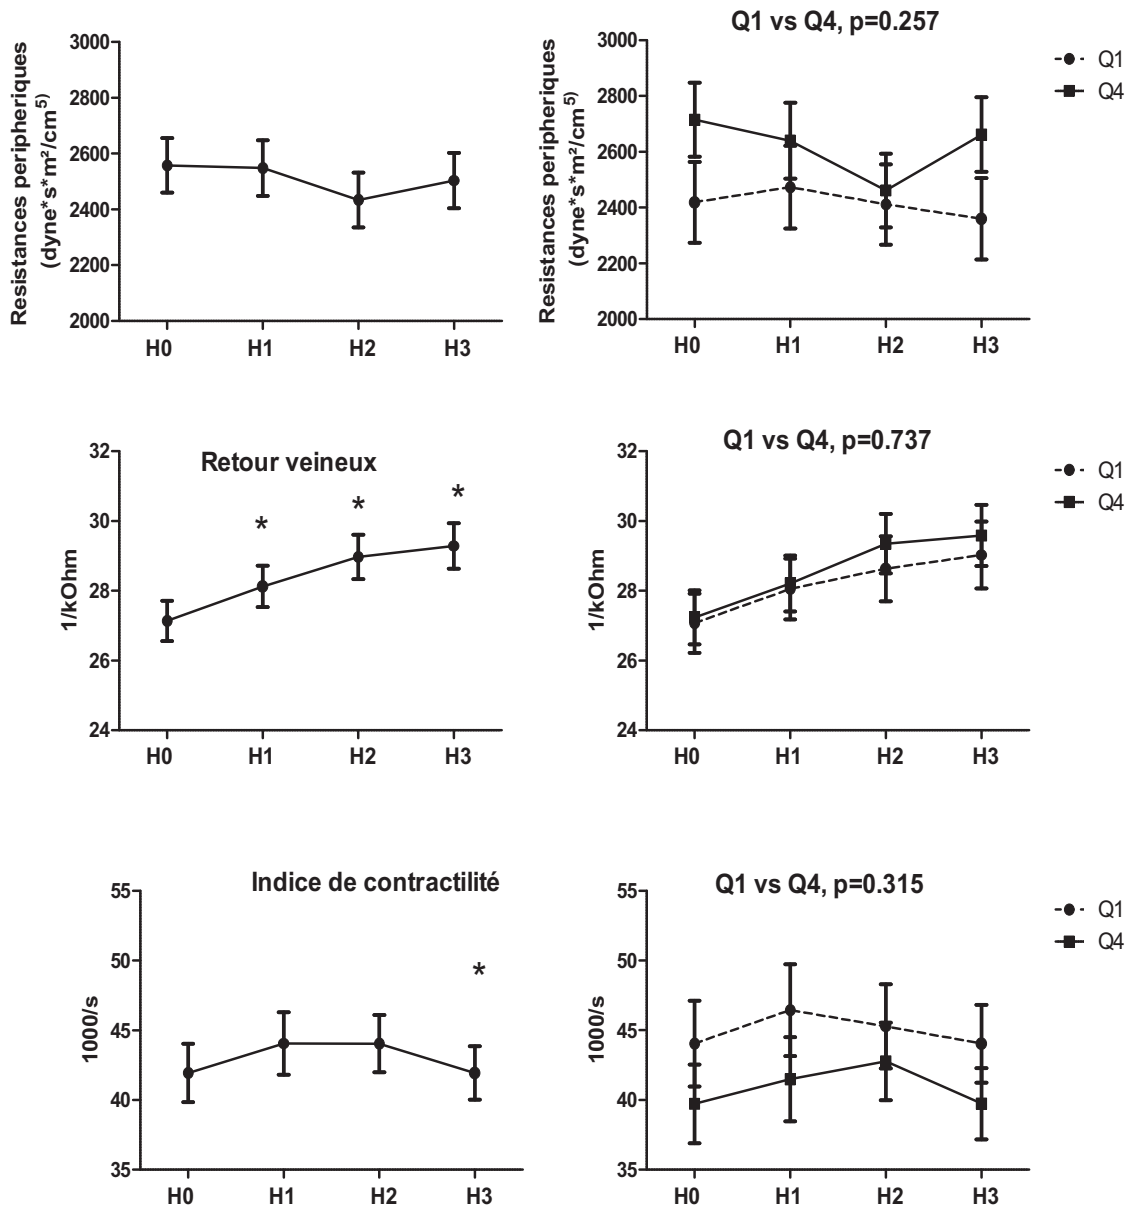 Resistances peripheriques
(dyne*s*m²/cm⁵)
3000
2800
2600
2400
2200
2000
H0 H1 H2 H3
Q1 vs Q4, p=0.257
Resistances peripheriques
(dyne*s*m²/cm⁵)
3000
2800
2600
2400
2200
2000
H0 H1 H2 H3
Q1
Q4
Retour veineux
1/kOhm
32
30
28
26
24
* * *
H0 H1 H2 H3
Q1 vs Q4, p=0.737
1/kOhm
32
30
28
26
24
H0 H1 H2 H3
Q1
Q4
Indice de contractilité
1000/s
55
50
45
40
35
*
H0 H1 H2 H3
Q1 vs Q4, p=0.315
1000/s
55
50
45
40
35
H0 H1 H2 H3
Q1
Q4